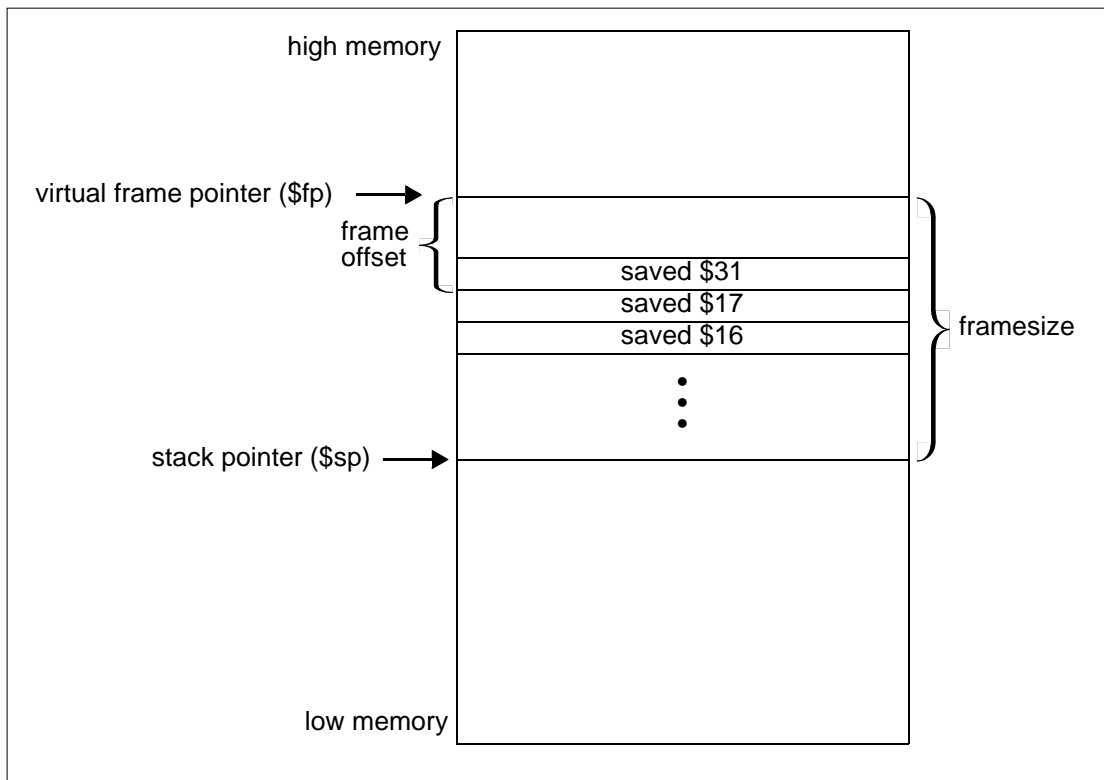 high memory
virtual frame pointer ($fp)
frame
offset
saved $31
saved $17
saved $16
framesize
stack pointer ($sp)
low memory